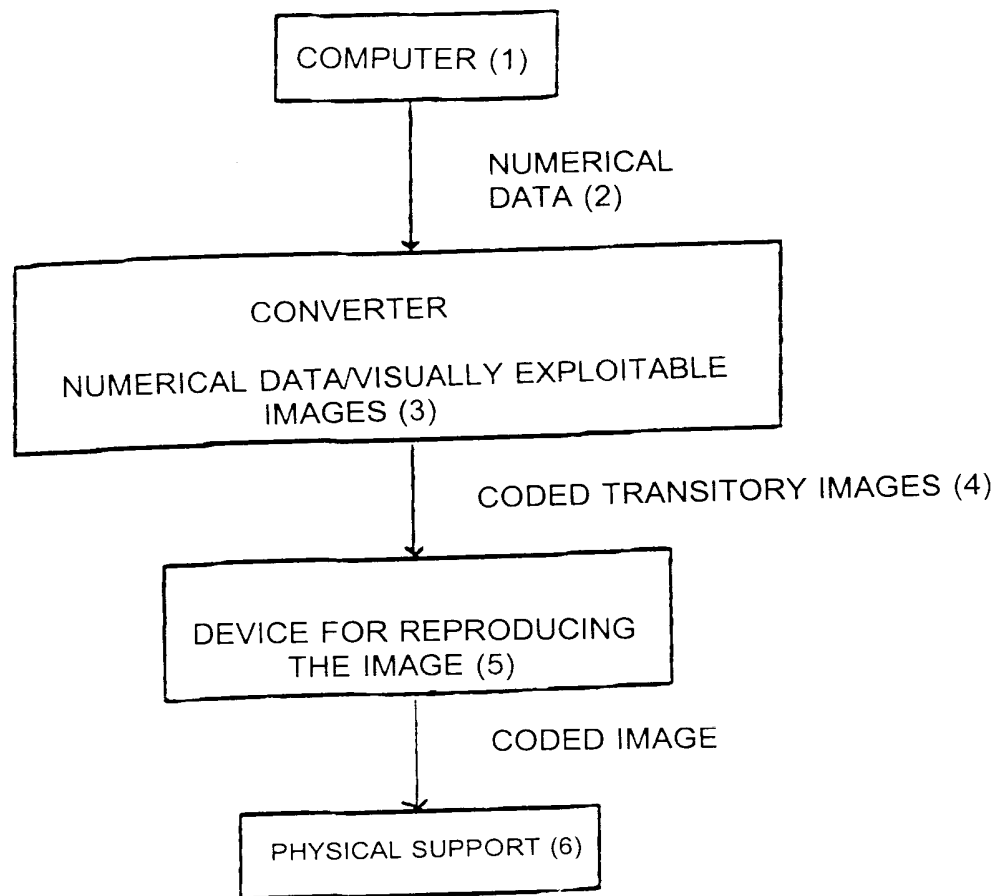 COMPUTER (1)
NUMERICAL
DATA (2)
CONVERTER
NUMERICAL DATA/VISUALLY EXPLOITABLE
IMAGES (3)
CODED TRANSITORY IMAGES (4)
DEVICE FOR REPRODUCING
THE IMAGE (5)
CODED IMAGE
PHYSICAL SUPPORT (6)